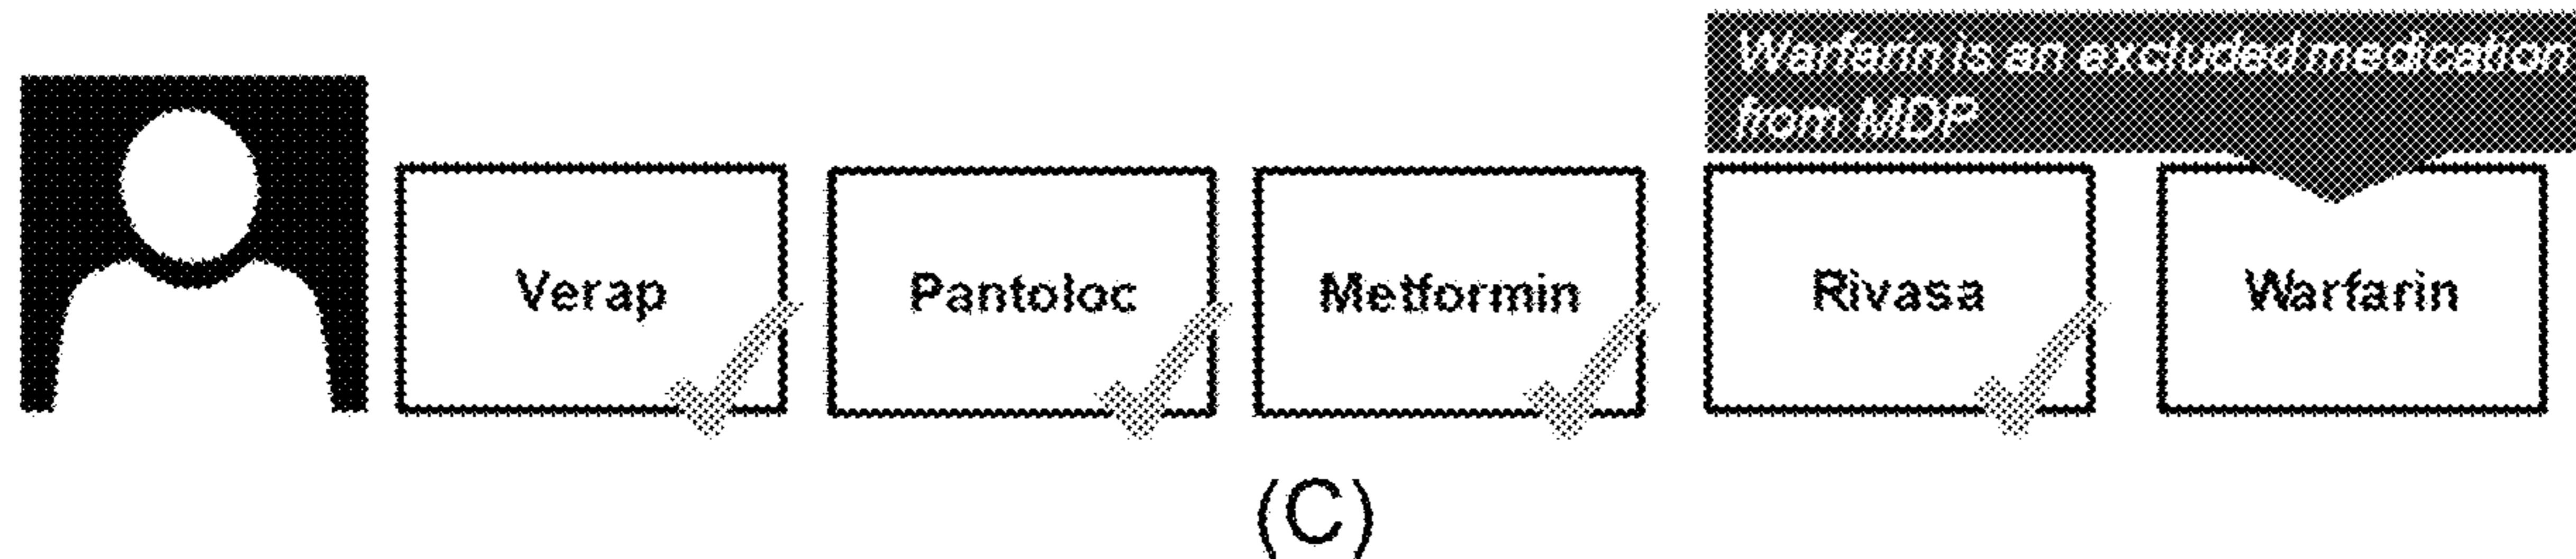 Warfarin is an excluded medication
from MDP
Verap
Pantoloc
Metformin
Rivasa
Warfarin
(C)